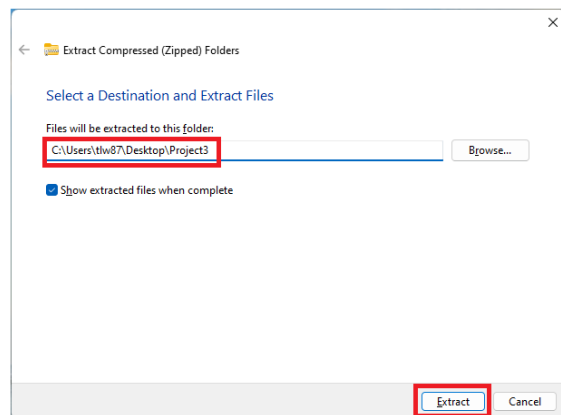 Extract Compressed (Zipped) Folders
Select a Destination and Extract Files
Files will be extracted to this folder:
C:\Users\tlw87\Desktop\Project3
Browse...
Show extracted files when complete
Extract
Cancel